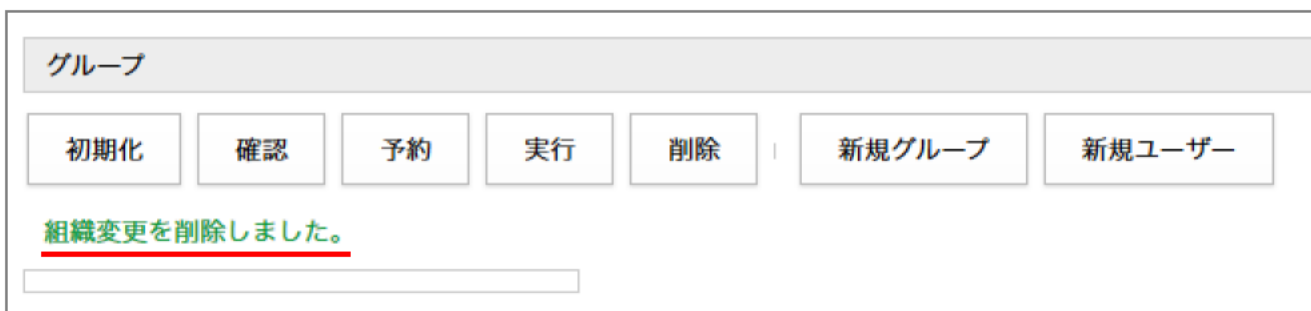 グループ
初期化 確認 予約 実行 削除 新規グループ 新規ユーザー
組織変更を削除しました。